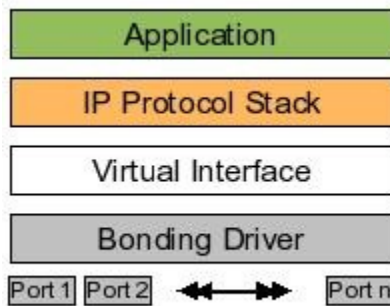 Application
IP Protocol Stack
Virtual Interface
Bonding Driver
Port 1 Port 2 Port n